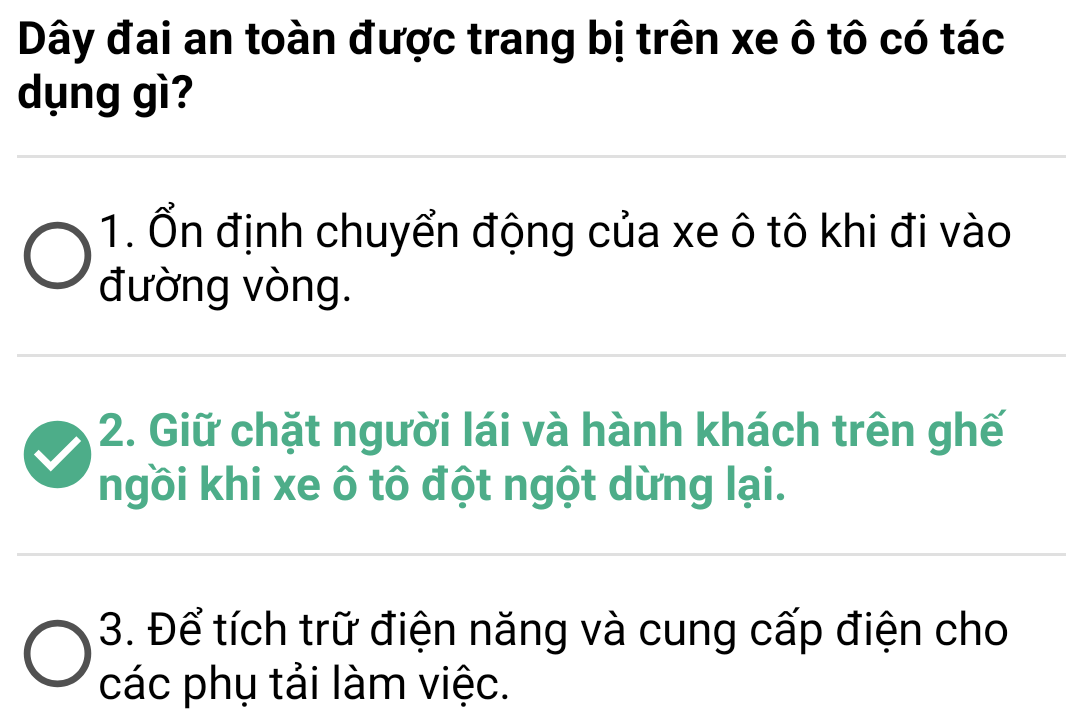 Dây đai an toàn được trang bị trên xe ô tô có tác
dụng gì?
1. Ổn định chuyển động của xe ô tô khi đi vào
đường vòng.
2. Giữ chặt người lái và hành khách trên ghế
ngồi khi xe ô tô đột ngột dừng lại.
3. Để tích trữ điện năng và cung cấp điện cho
các phụ tải làm việc.